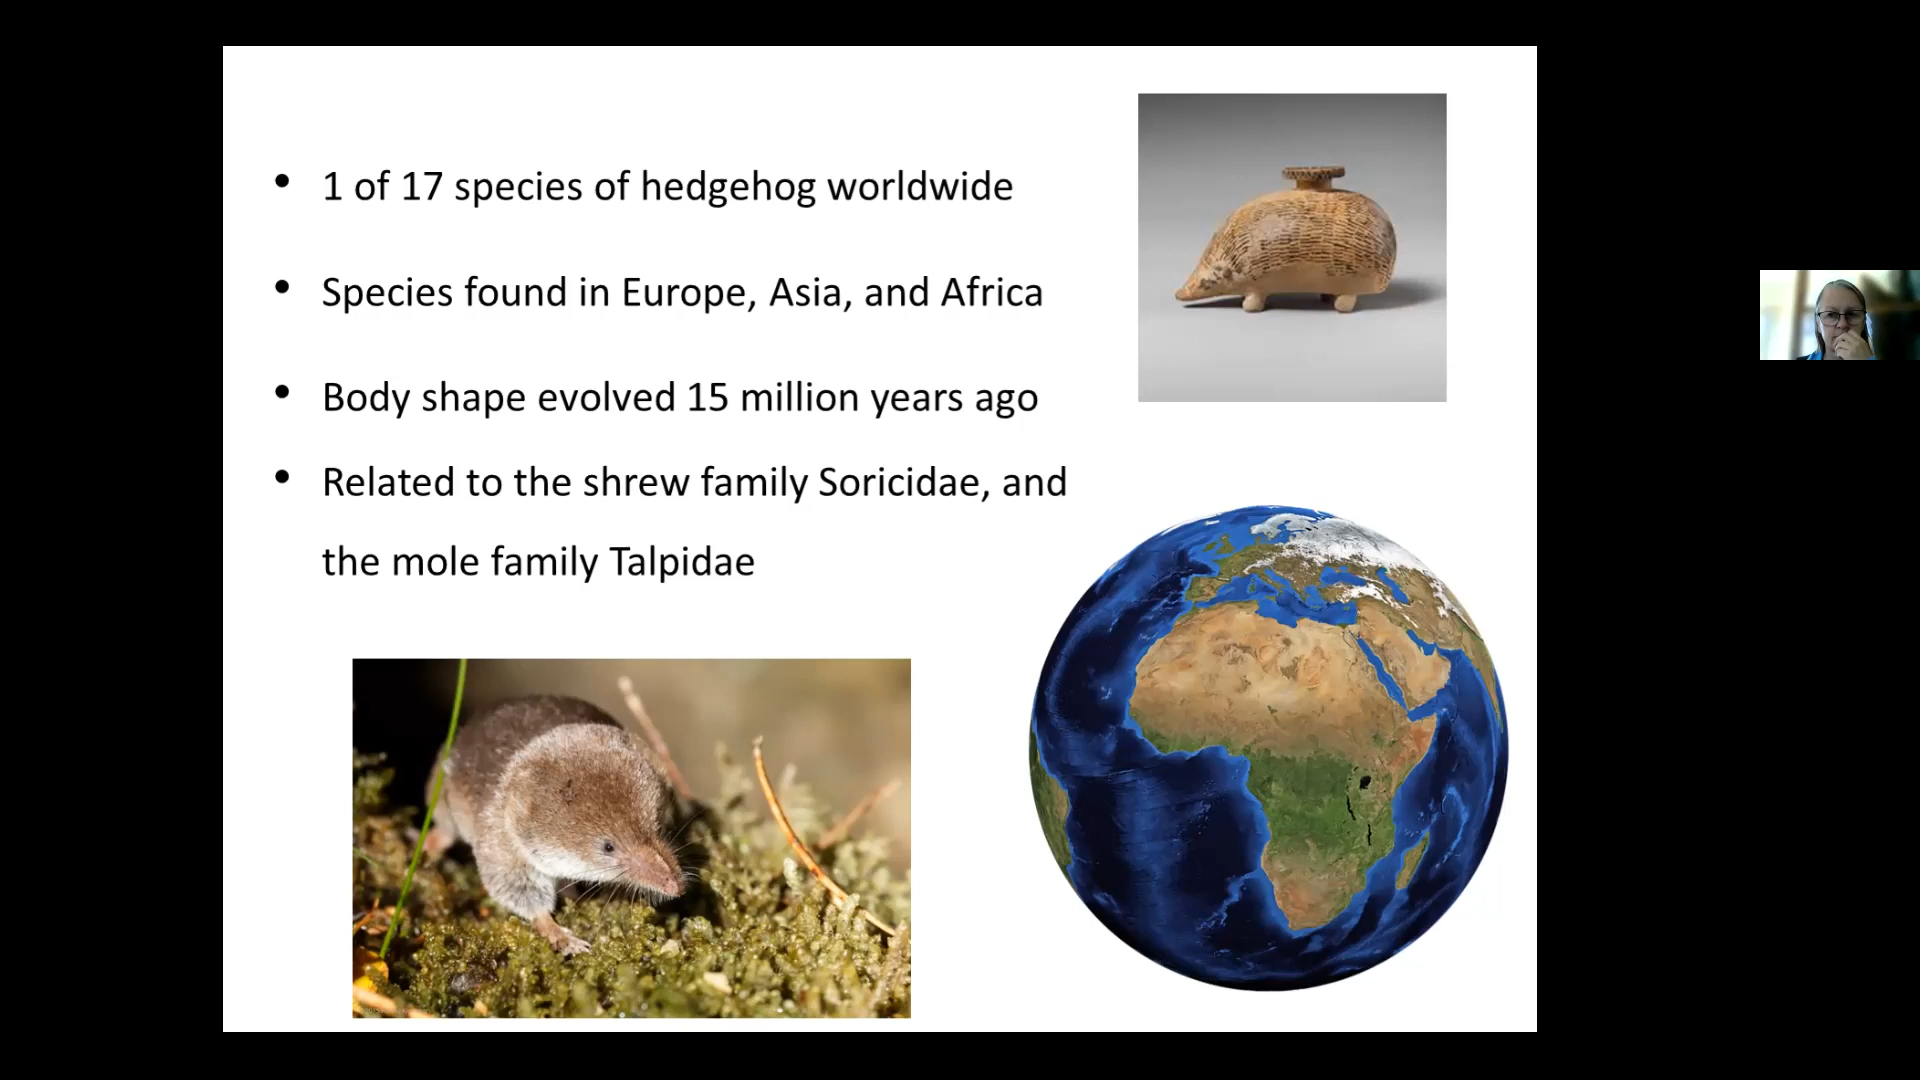 • 1 of 17 species of hedgehog worldwide
• Species found in Europe, Asia, and Africa
• Body shape evolved 15 million years ago
• Related to the shrew family Soricidae, and
the mole family Talpidae